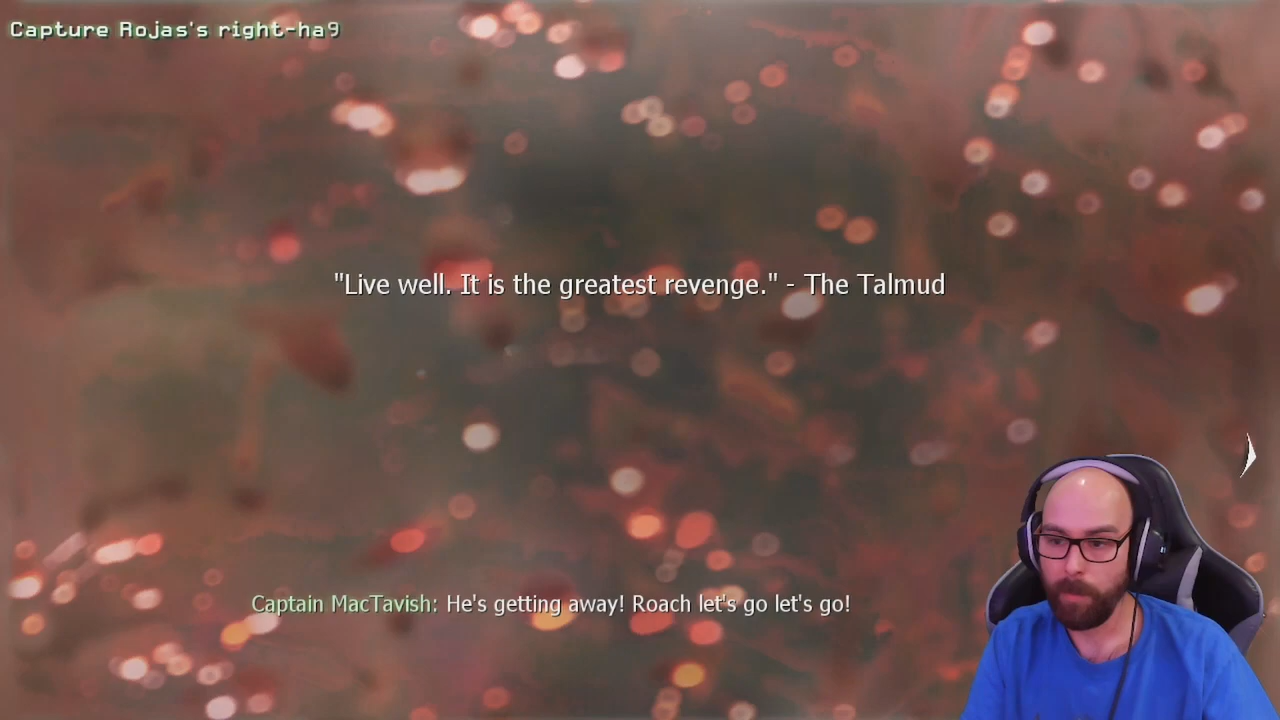 Capture Rojas's right-ha9
"Live well. It is the greatest revenge." - The Talmud
Captain MacTavish: He's getting away! Roach let's go let's go!